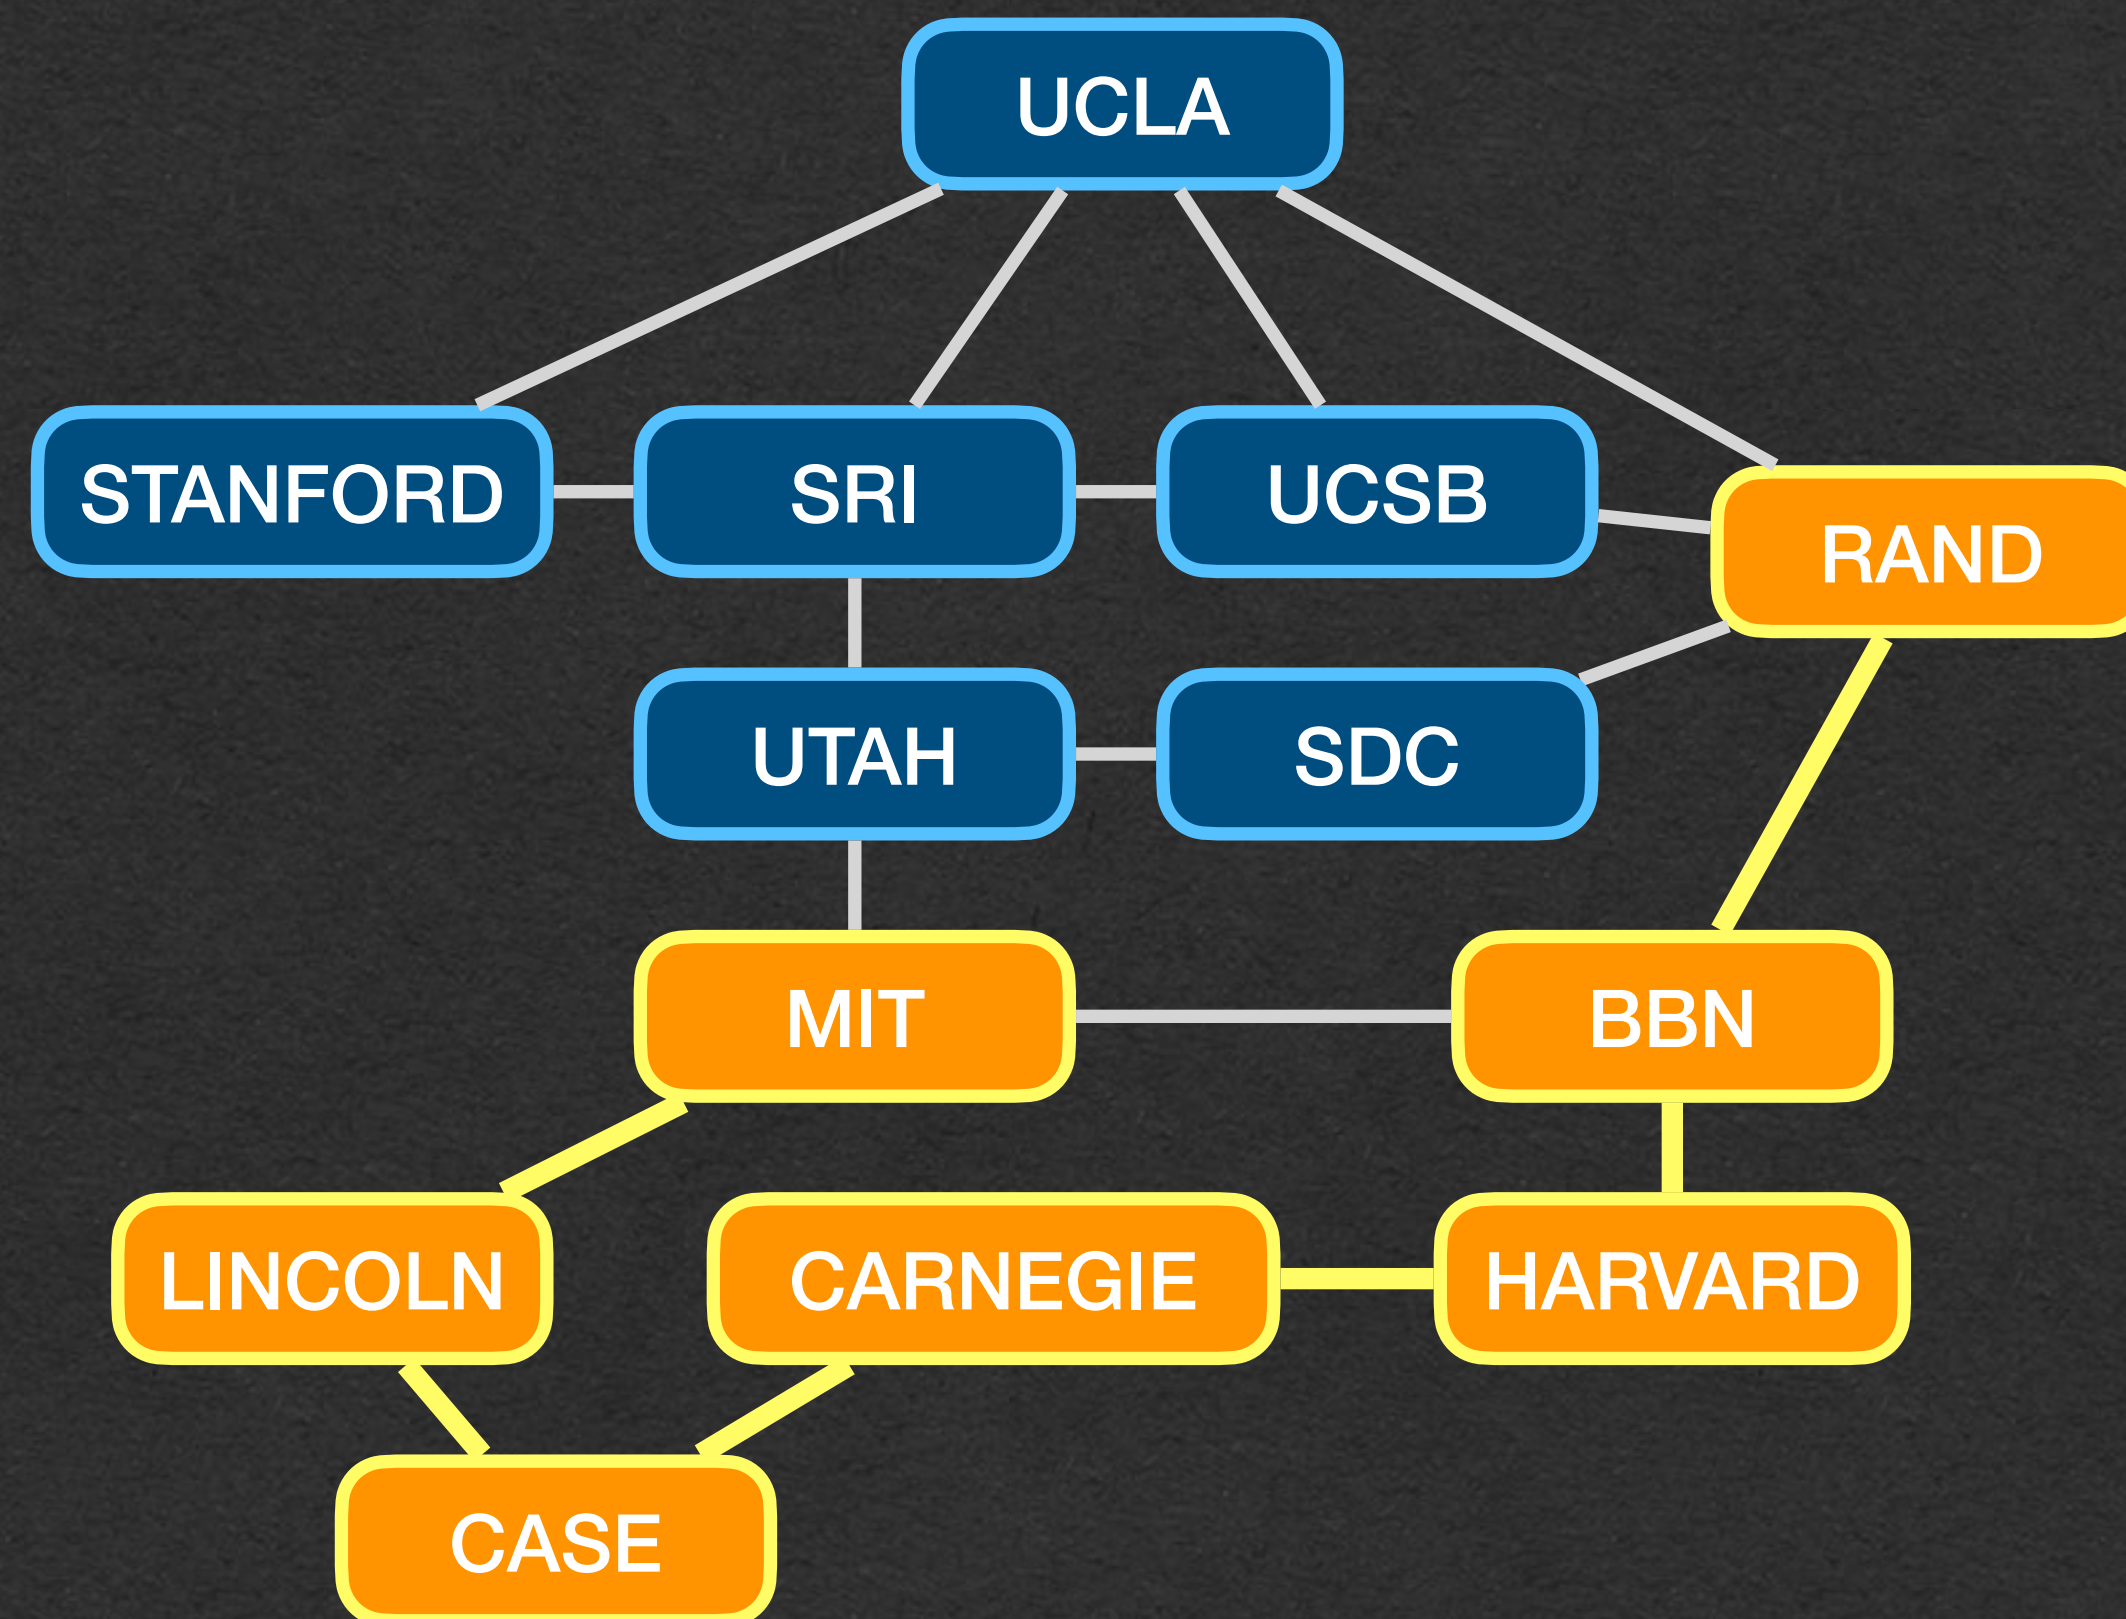 UCLA
STANFORD
SRI
UCSB
RAND
UTAH
SDC
MIT
BBN
LINCOLN
CARNEGIE
HARVARD
CASE